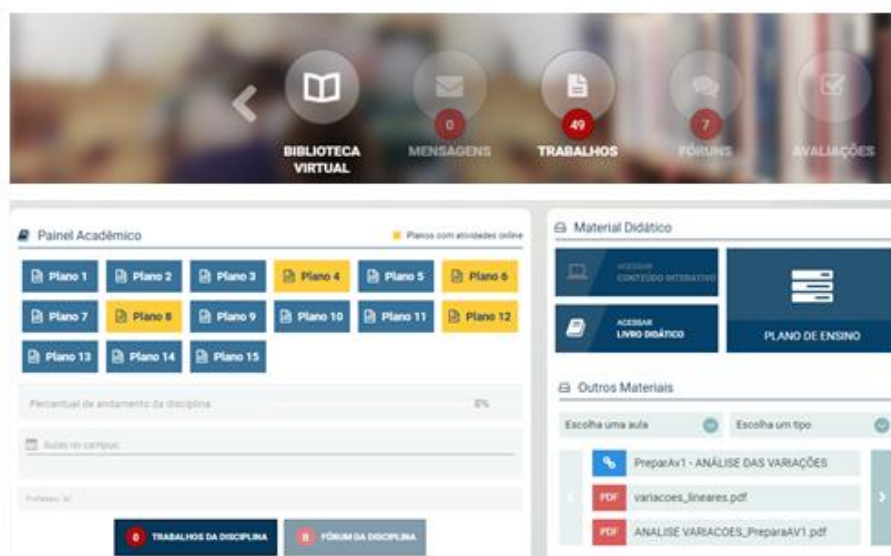 BIBLIOTECA
VIRTUAL
0
MENSAGENS
49
TRABALHOS
7
FÓRUNS
AVALIAÇÕES
Painel Acadêmico
Planos com atividades online
Plano 1
Plano 2
Plano 3
Plano 4
Plano 5
Plano 6
Plano 7
Plano 8
Plano 9
Plano 10
Plano 11
Plano 12
Plano 13
Plano 14
Plano 15
Percentual de andamento da disciplina
0%
Aulas no campus:
0
TRABALHOS DA DISCIPLINA
FÓRUM DA DISCIPLINA
Material Didático
ACESSAR
CONTEÚDO INTERATIVO
ACESSAR
LIVRO DIDÁTICO
PLANO DE ENSINO
Outros Materiais
Escolha uma aula
Escolha um tipo
PreparAv1 - ANÁLISE DAS VARIAÇÕES
PDF
variacoes_lineares.pdf
PDF
ANALISE VARIACOES_PreparaAV1.pdf